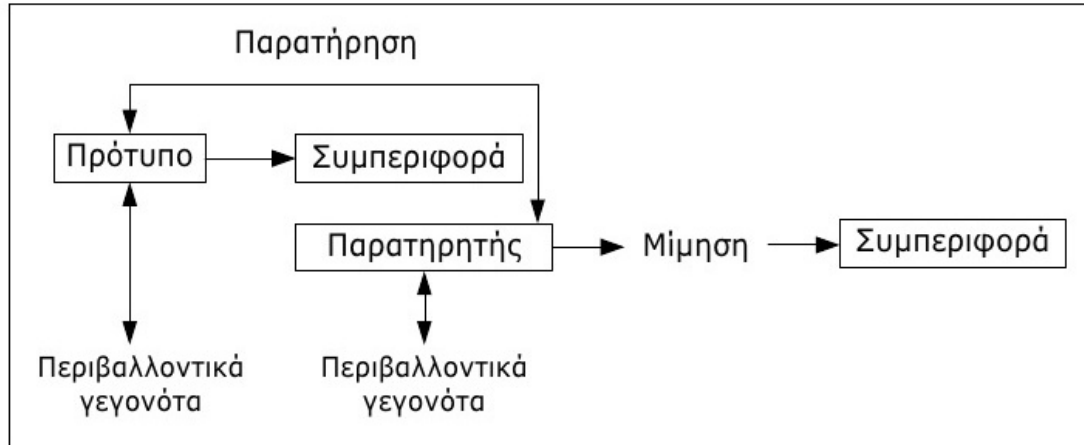 Παρατήρηση
Πρότυπο
Συμπεριφορά
Παρατηρητής
Μίμηση
Συμπεριφορά
Περιβαλλοντικά
γεγονότα
Περιβαλλοντικά
γεγονότα